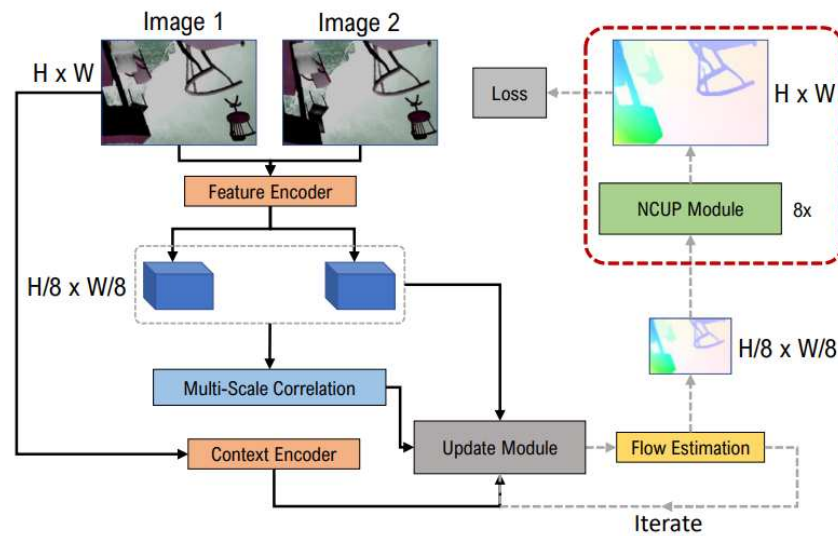 Image 1
Image 2
H x W
Loss
H x W
Feature Encoder
NCUP Module
8x
H/8 x W/8
H/8 x W/8
Multi-Scale Correlation
Context Encoder
Update Module
Flow Estimation
Iterate